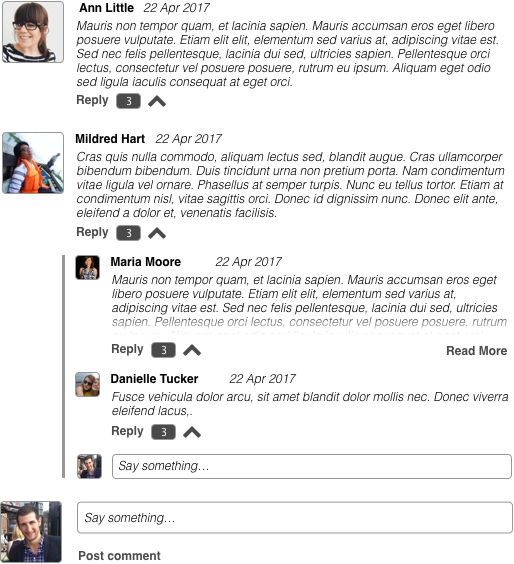 Ann Little 22 Apr 2017
Mauris non tempor quam, et lacinia sapien. Mauris accumsan eros eget libero
posuere vulputate. Etiam elit elit, elementum sed varius at, adipiscing vitae est.
Sed nec felis pellentesque, lacinia dui sed, ultricies sapien. Pellentesque orci
lectus, consectetur vel posuere posuere, rutrum eu ipsum. Aliquam eget odio
sed ligula iaculis consequat at eget orci.
Reply 3
Mildred Hart 22 Apr 2017
Cras quis nulla commodo, aliquam lectus sed, blandit augue. Cras ullamcorper
bibendum bibendum. Duis tincidunt urna non pretium porta. Nam condimentum
vitae ligula vel ornare. Phasellus at semper turpis. Nunc eu tellus tortor. Etiam at
condimentum nisl, vitae sagittis orci. Donec id dignissim nunc. Donec elit ante,
eleifend a dolor et, venenatis facilisis.
Reply 3
Maria Moore 22 Apr 2017
Mauris non tempor quam, et lacinia sapien. Mauris accumsan eros eget
libero posuere vulputate. Etiam elit elit, elementum sed varius at,
adipiscing vitae est. Sed nec felis pellentesque, lacinia dui sed, ultricies
sapien. Pellentesque orci lectus, consectetur vel posuere posuere, rutrum
Reply 3 Read More
Danielle Tucker 22 Apr 2017
Fusce vehicula dolor arcu, sit amet blandit dolor mollis nec. Donec viverra
eleifend lacus,.
Reply 3
Say something…
Say something…
Post comment